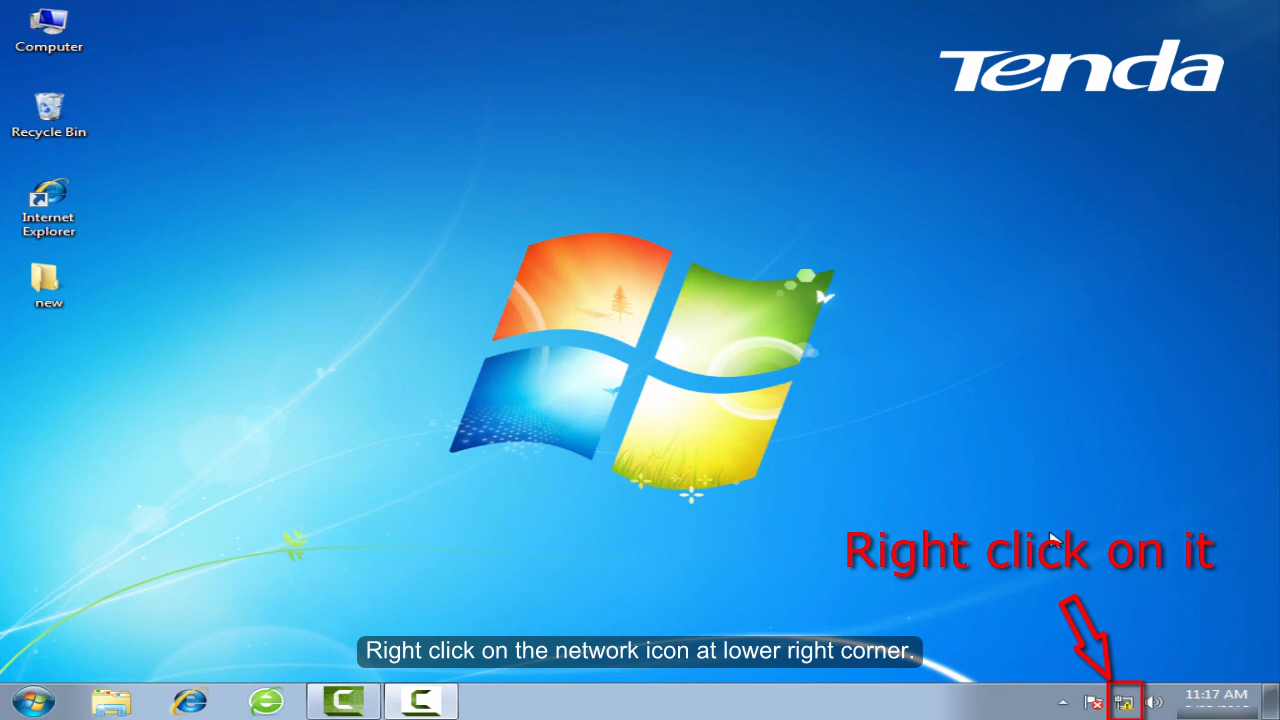 Computer
Tenda
Recycle Bin
Internet
Explorer
new
Right click on it
Right click on the network icon at lower right corner.
11:17 AM